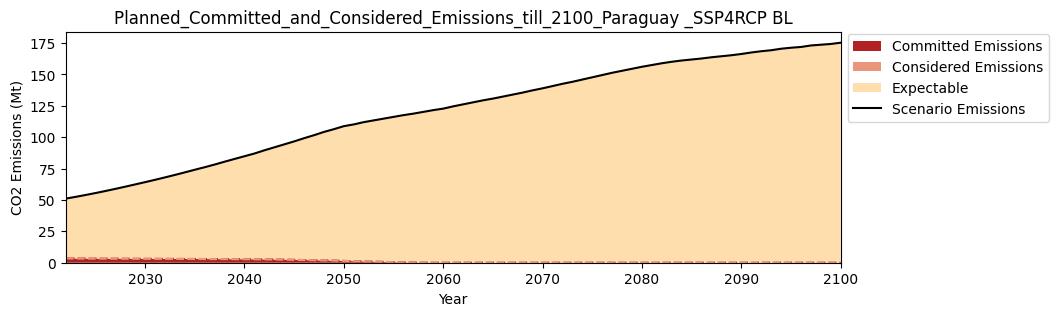 Planned_Committed_and_Considered_Emissions_till_2100_Paraguay _SSP4RCP BL
175
150
125
100
75
50
25
0
CO2 Emissions (Mt)
2030 2040 2050 2060 2070 2080 2090 2100
Year
Committed Emissions
Considered Emissions
Expectable
Scenario Emissions